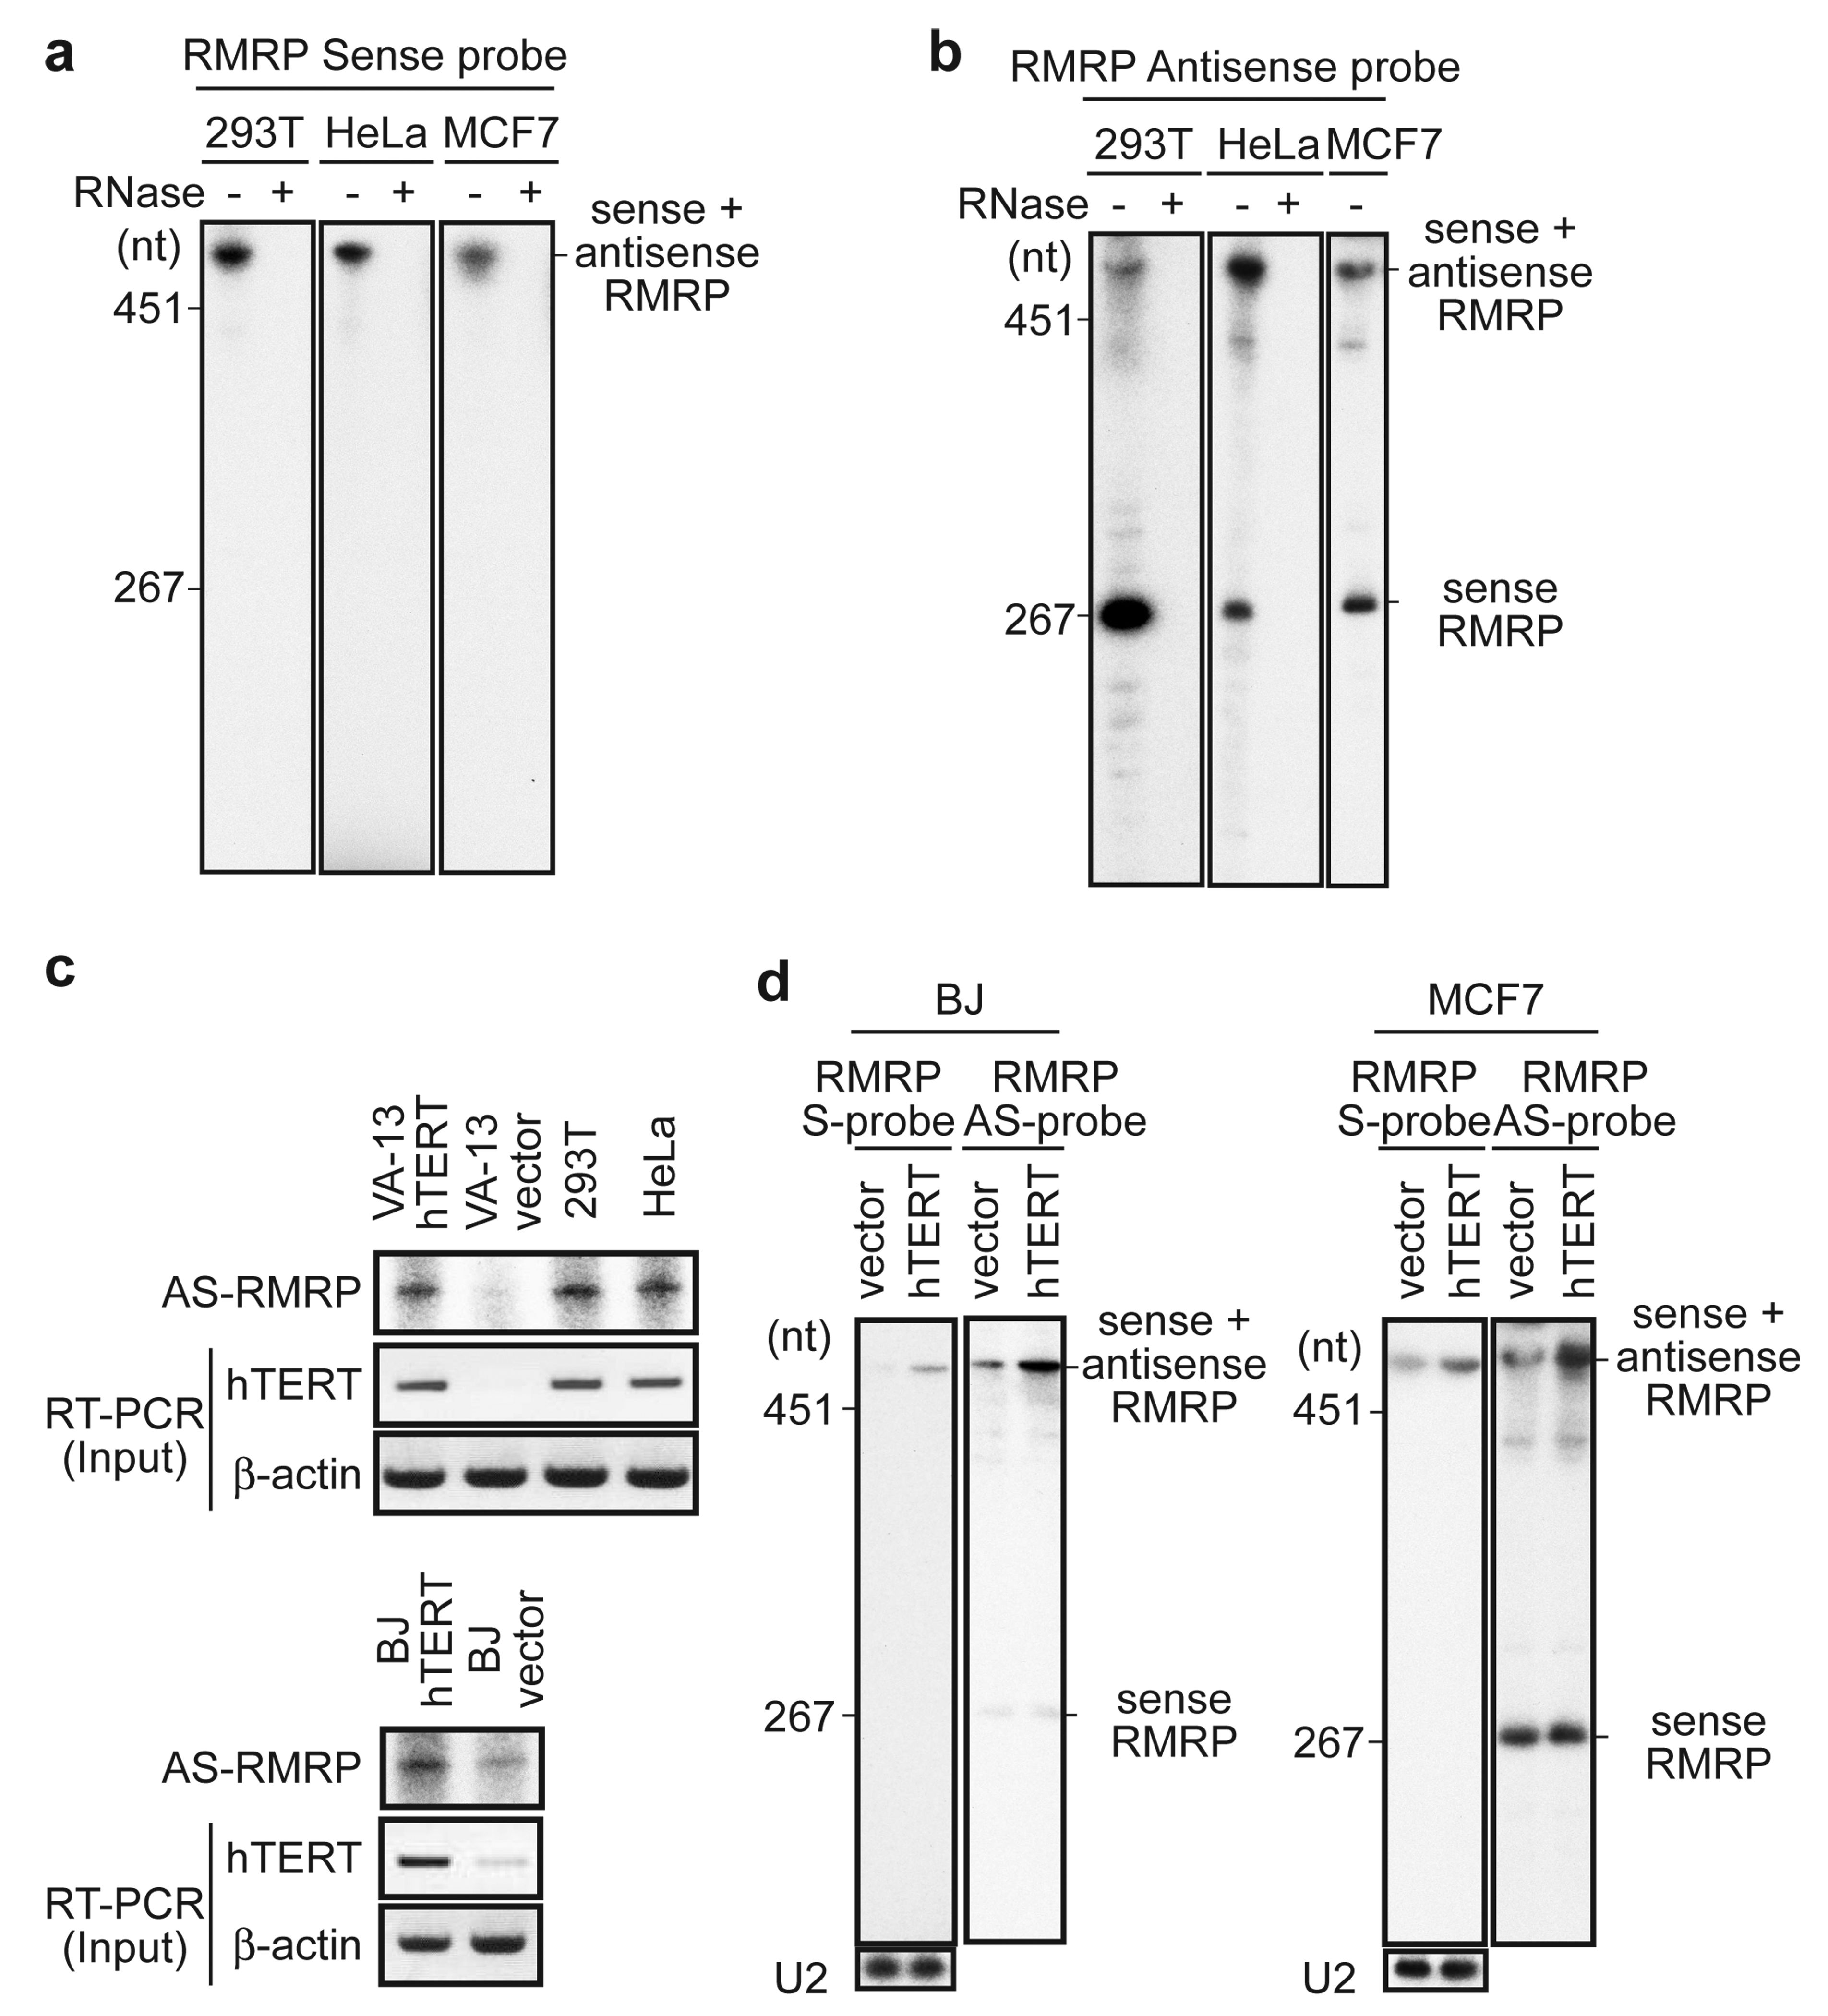 a
RMRP Sense probe
293T HeLa MCF7
RNase - + - + - +
(nt)
451
267
sense +
antisense
RMRP
b
RMRP Antisense probe
293T HeLa MCF7
RNase - + - + -
(nt)
451
267
sense +
antisense
RMRP
sense
RMRP
c
VA-13
hTERT
VA-13
vector
293T
HeLa
AS-RMRP
RT-PCR
(Input)
hTERT
β-actin
BJ
hTERT
BJ
vector
AS-RMRP
RT-PCR
(Input)
hTERT
β-actin
d
BJ
RMRP
S-probe
RMRP
AS-probe
vector
hTERT
vector
hTERT
(nt)
451
267
sense +
antisense
RMRP
sense
RMRP
U2
MCF7
RMRP
S-probe
RMRP
AS-probe
vector
hTERT
vector
hTERT
(nt)
451
267
sense +
antisense
RMRP
sense
RMRP
U2